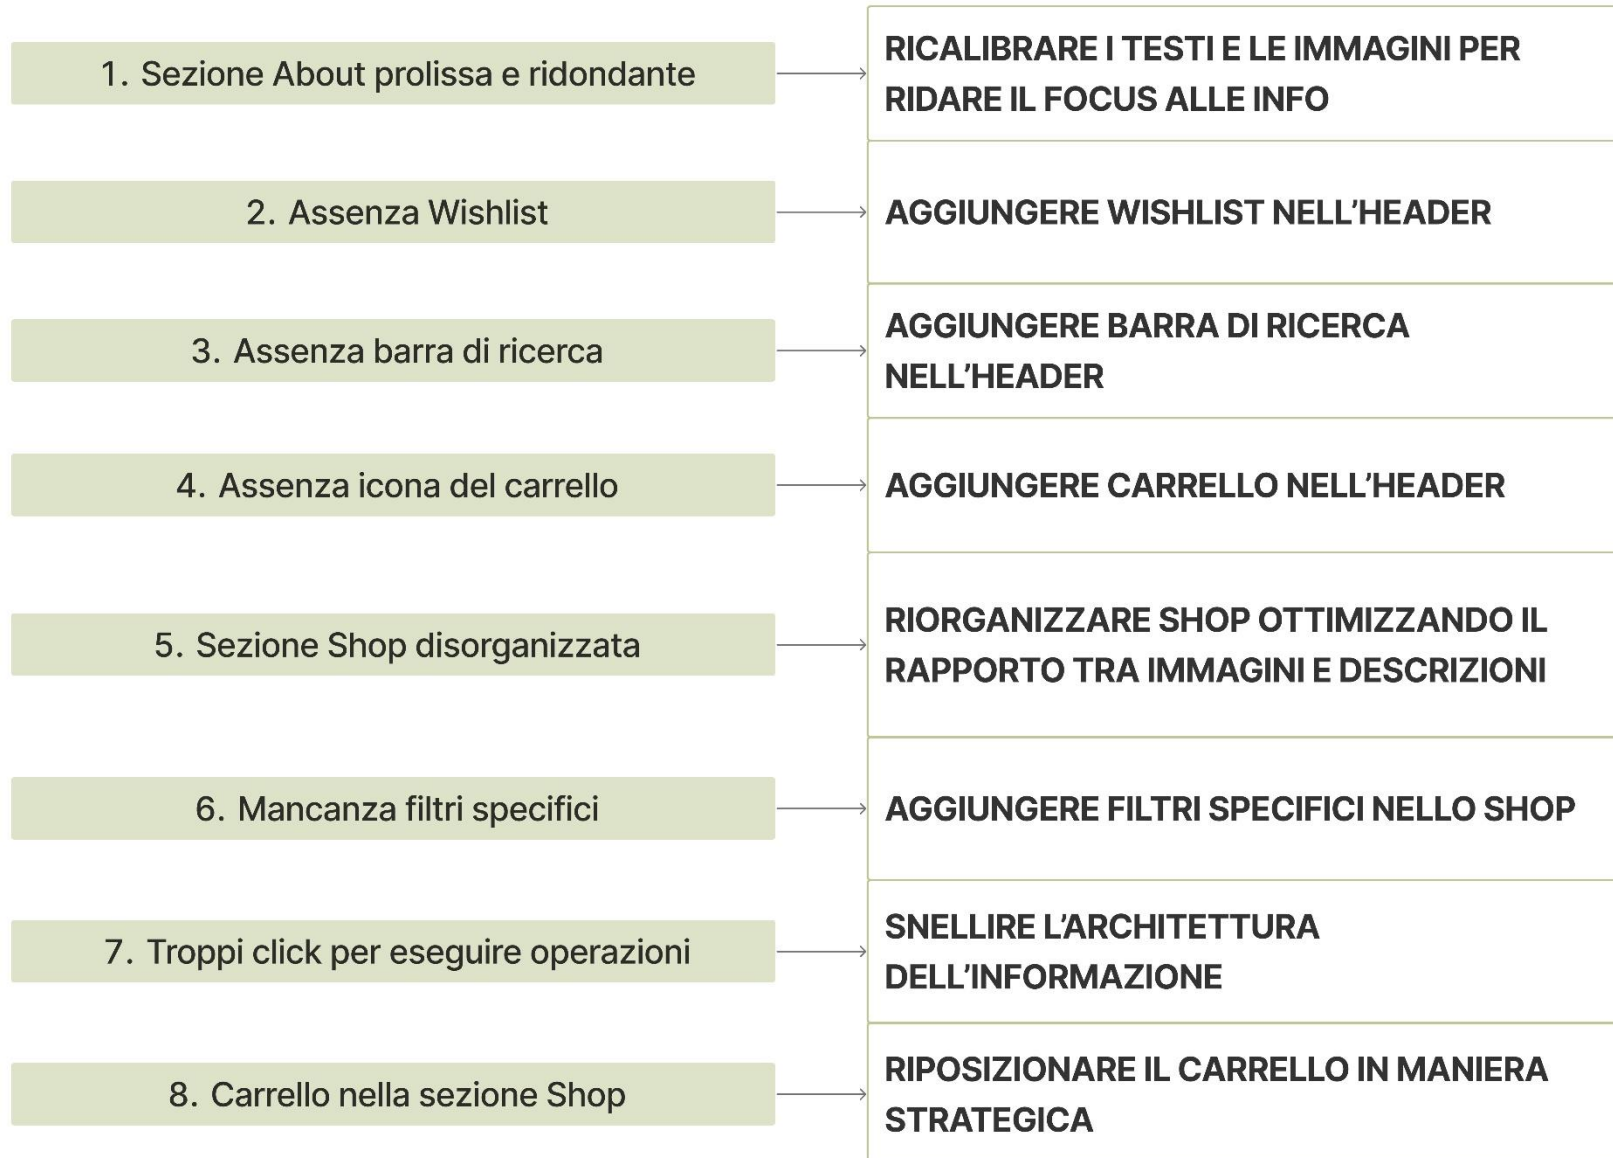 1. Sezione About prolissa e ridondante
RICALIBRARE I TESTI E LE IMMAGINI PER
RIDARE IL FOCUS ALLE INFO
2. Assenza Wishlist
AGGIUNGERE WISHLIST NELL’HEADER
3. Assenza barra di ricerca
AGGIUNGERE BARRA DI RICERCA
NELL’HEADER
4. Assenza icona del carrello
AGGIUNGERE CARRELLO NELL’HEADER
5. Sezione Shop disorganizzata
RIORGANIZZARE SHOP OTTIMIZZANDO IL
RAPPORTO TRA IMMAGINI E DESCRIZIONI
6. Mancanza filtri specifici
AGGIUNGERE FILTRI SPECIFICI NELLO SHOP
7. Troppi click per eseguire operazioni
SNELLIRE L’ARCHITETTURA
DELL’INFORMAZIONE
8. Carrello nella sezione Shop
RIPOSIZIONARE IL CARRELLO IN MANIERA
STRATEGICA